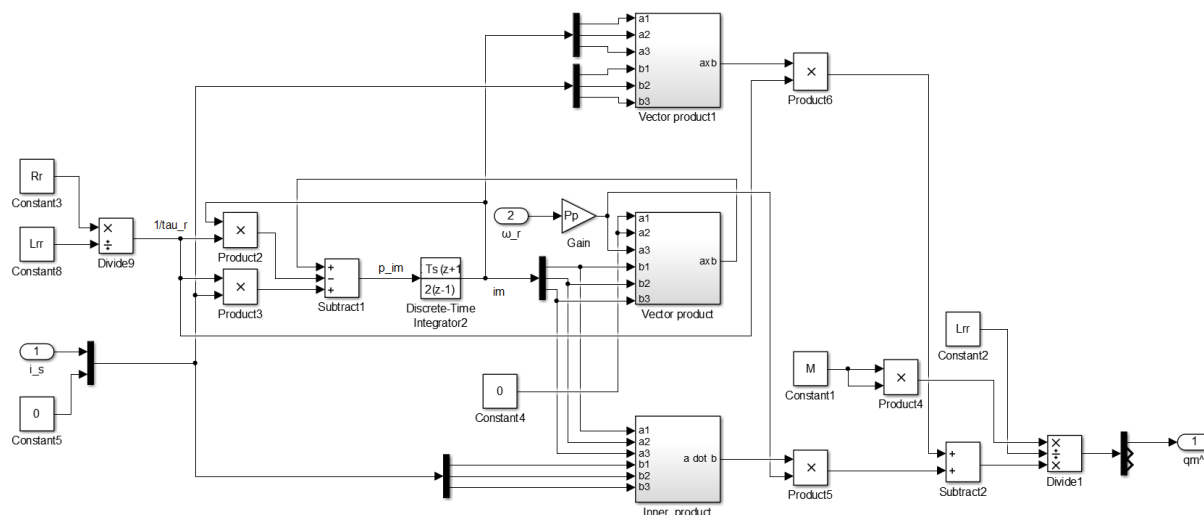 a1
a2
a3
b1
b2
b3
axb
Vector product1
×
Product6
Rr
Constant3
×
÷
Divide9
Lrr
Constant8
1/tau_r
×
Product2
×
Product3
+
−
+
Subtract1
p_im
Ts (z+1
2(z-1)
Discrete-Time
Integrator2
im
2
ω_r
Pp
Gain
a1
a2
a3
b1
b2
b3
axb
Vector product
1
i_s
0
Constant5
0
Constant4
Lrr
Constant2
M
Constant1
×
Product4
a1
a2
a3
b1
b2
b3
a dot b
Inner_product
×
Product5
+
+
Subtract2
×
÷
×
Divide1
1
qm^